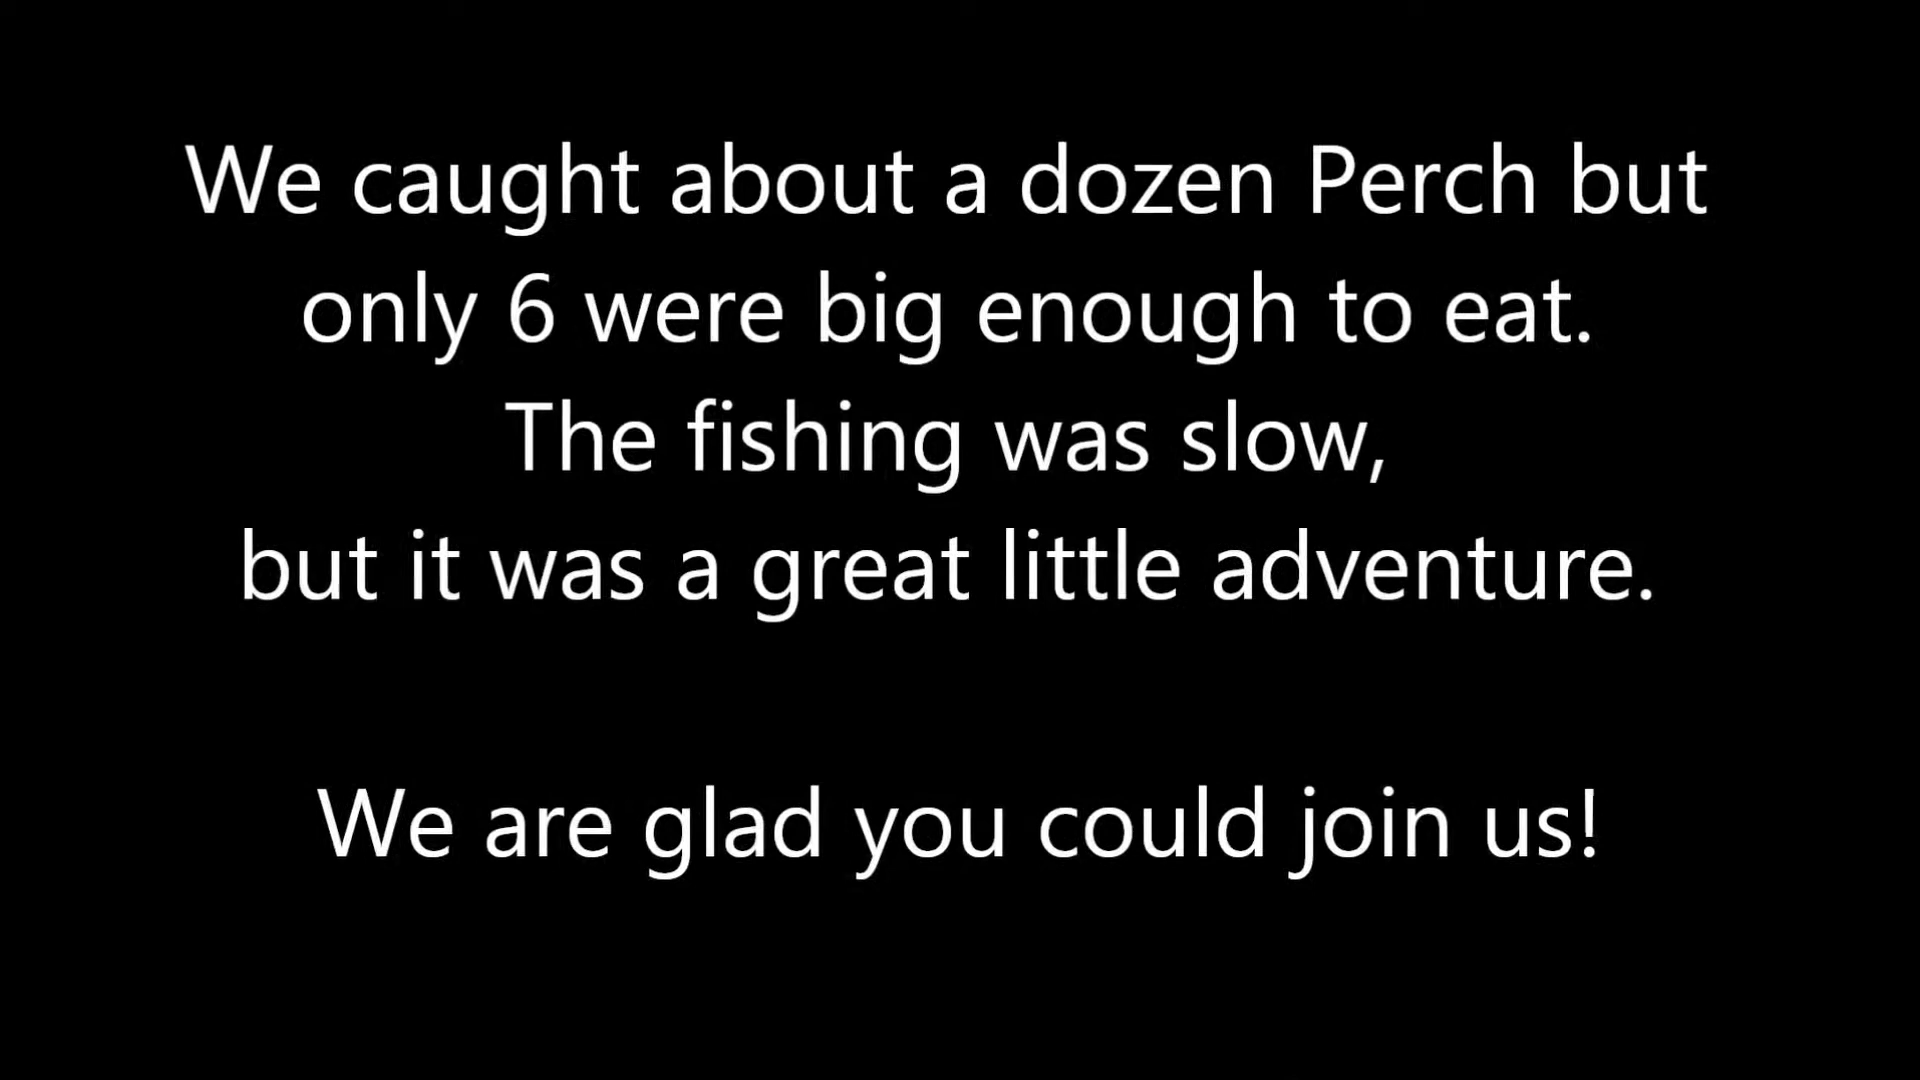 We caught about a dozen Perch but
only 6 were big enough to eat.
The fishing was slow,
but it was a great little adventure.
We are glad you could join us!